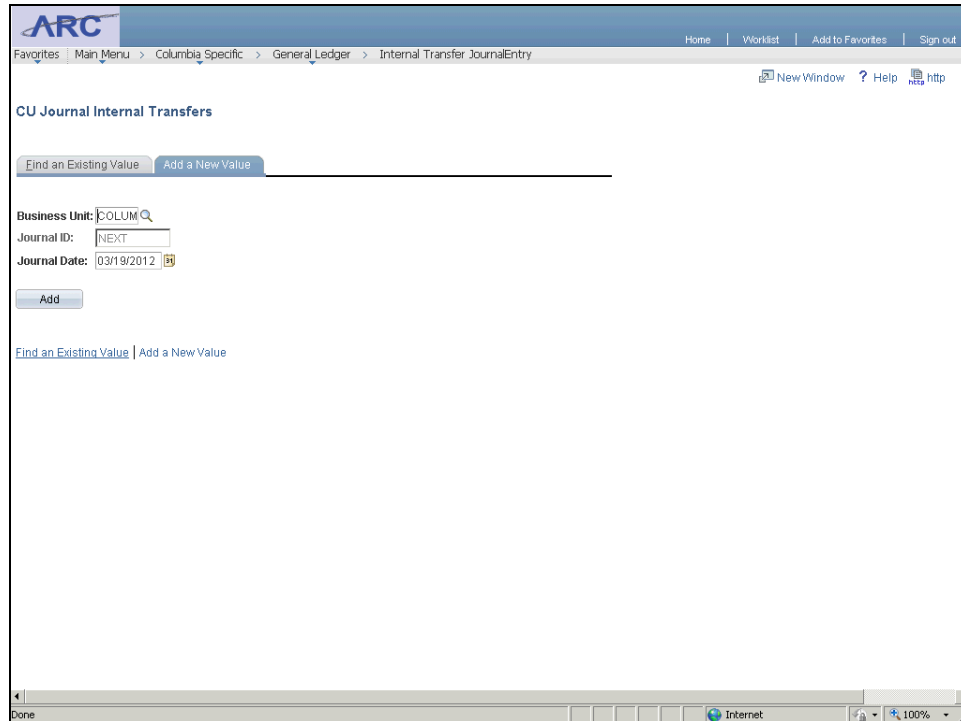 ARC
Home | Worklist | Add to Favorites | Sign out
Favorites Main Menu > Columbia Specific > General Ledger > Internal Transfer JournalEntry
New Window ? Help http
CU Journal Internal Transfers
Find an Existing Value Add a New Value
Business Unit: COLUM
Journal ID: NEXT
Journal Date: 03/19/2012 31
Add
Find an Existing Value | Add a New Value
Done Internet 100%